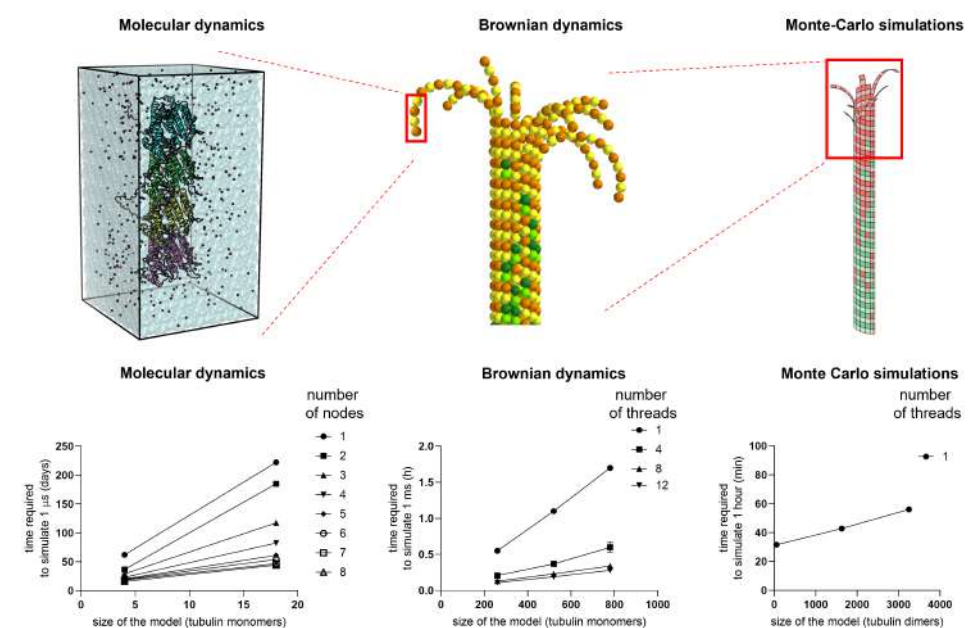 Molecular dynamics
Brownian dynamics
Monte-Carlo simulations
Molecular dynamics
number
of nodes
1
2
3
4
5
6
7
8
250
200
150
100
50
0
0 5 10 15 20
time required
to simulate 1 μs (days)
size of the model (tubulin monomers)
Brownian dynamics
number
of threads
1
4
8
12
2.0
1.5
1.0
0.5
0.0
0 200 400 600 800 1000
time required
to simulate 1 ms (h)
size of the model (tubulin monomers)
Monte Carlo simulations
number
of threads
1
100
80
60
40
20
0
0 1000 2000 3000 4000
time required
to simulate 1 hour (min)
size of the model (tubulin dimers)